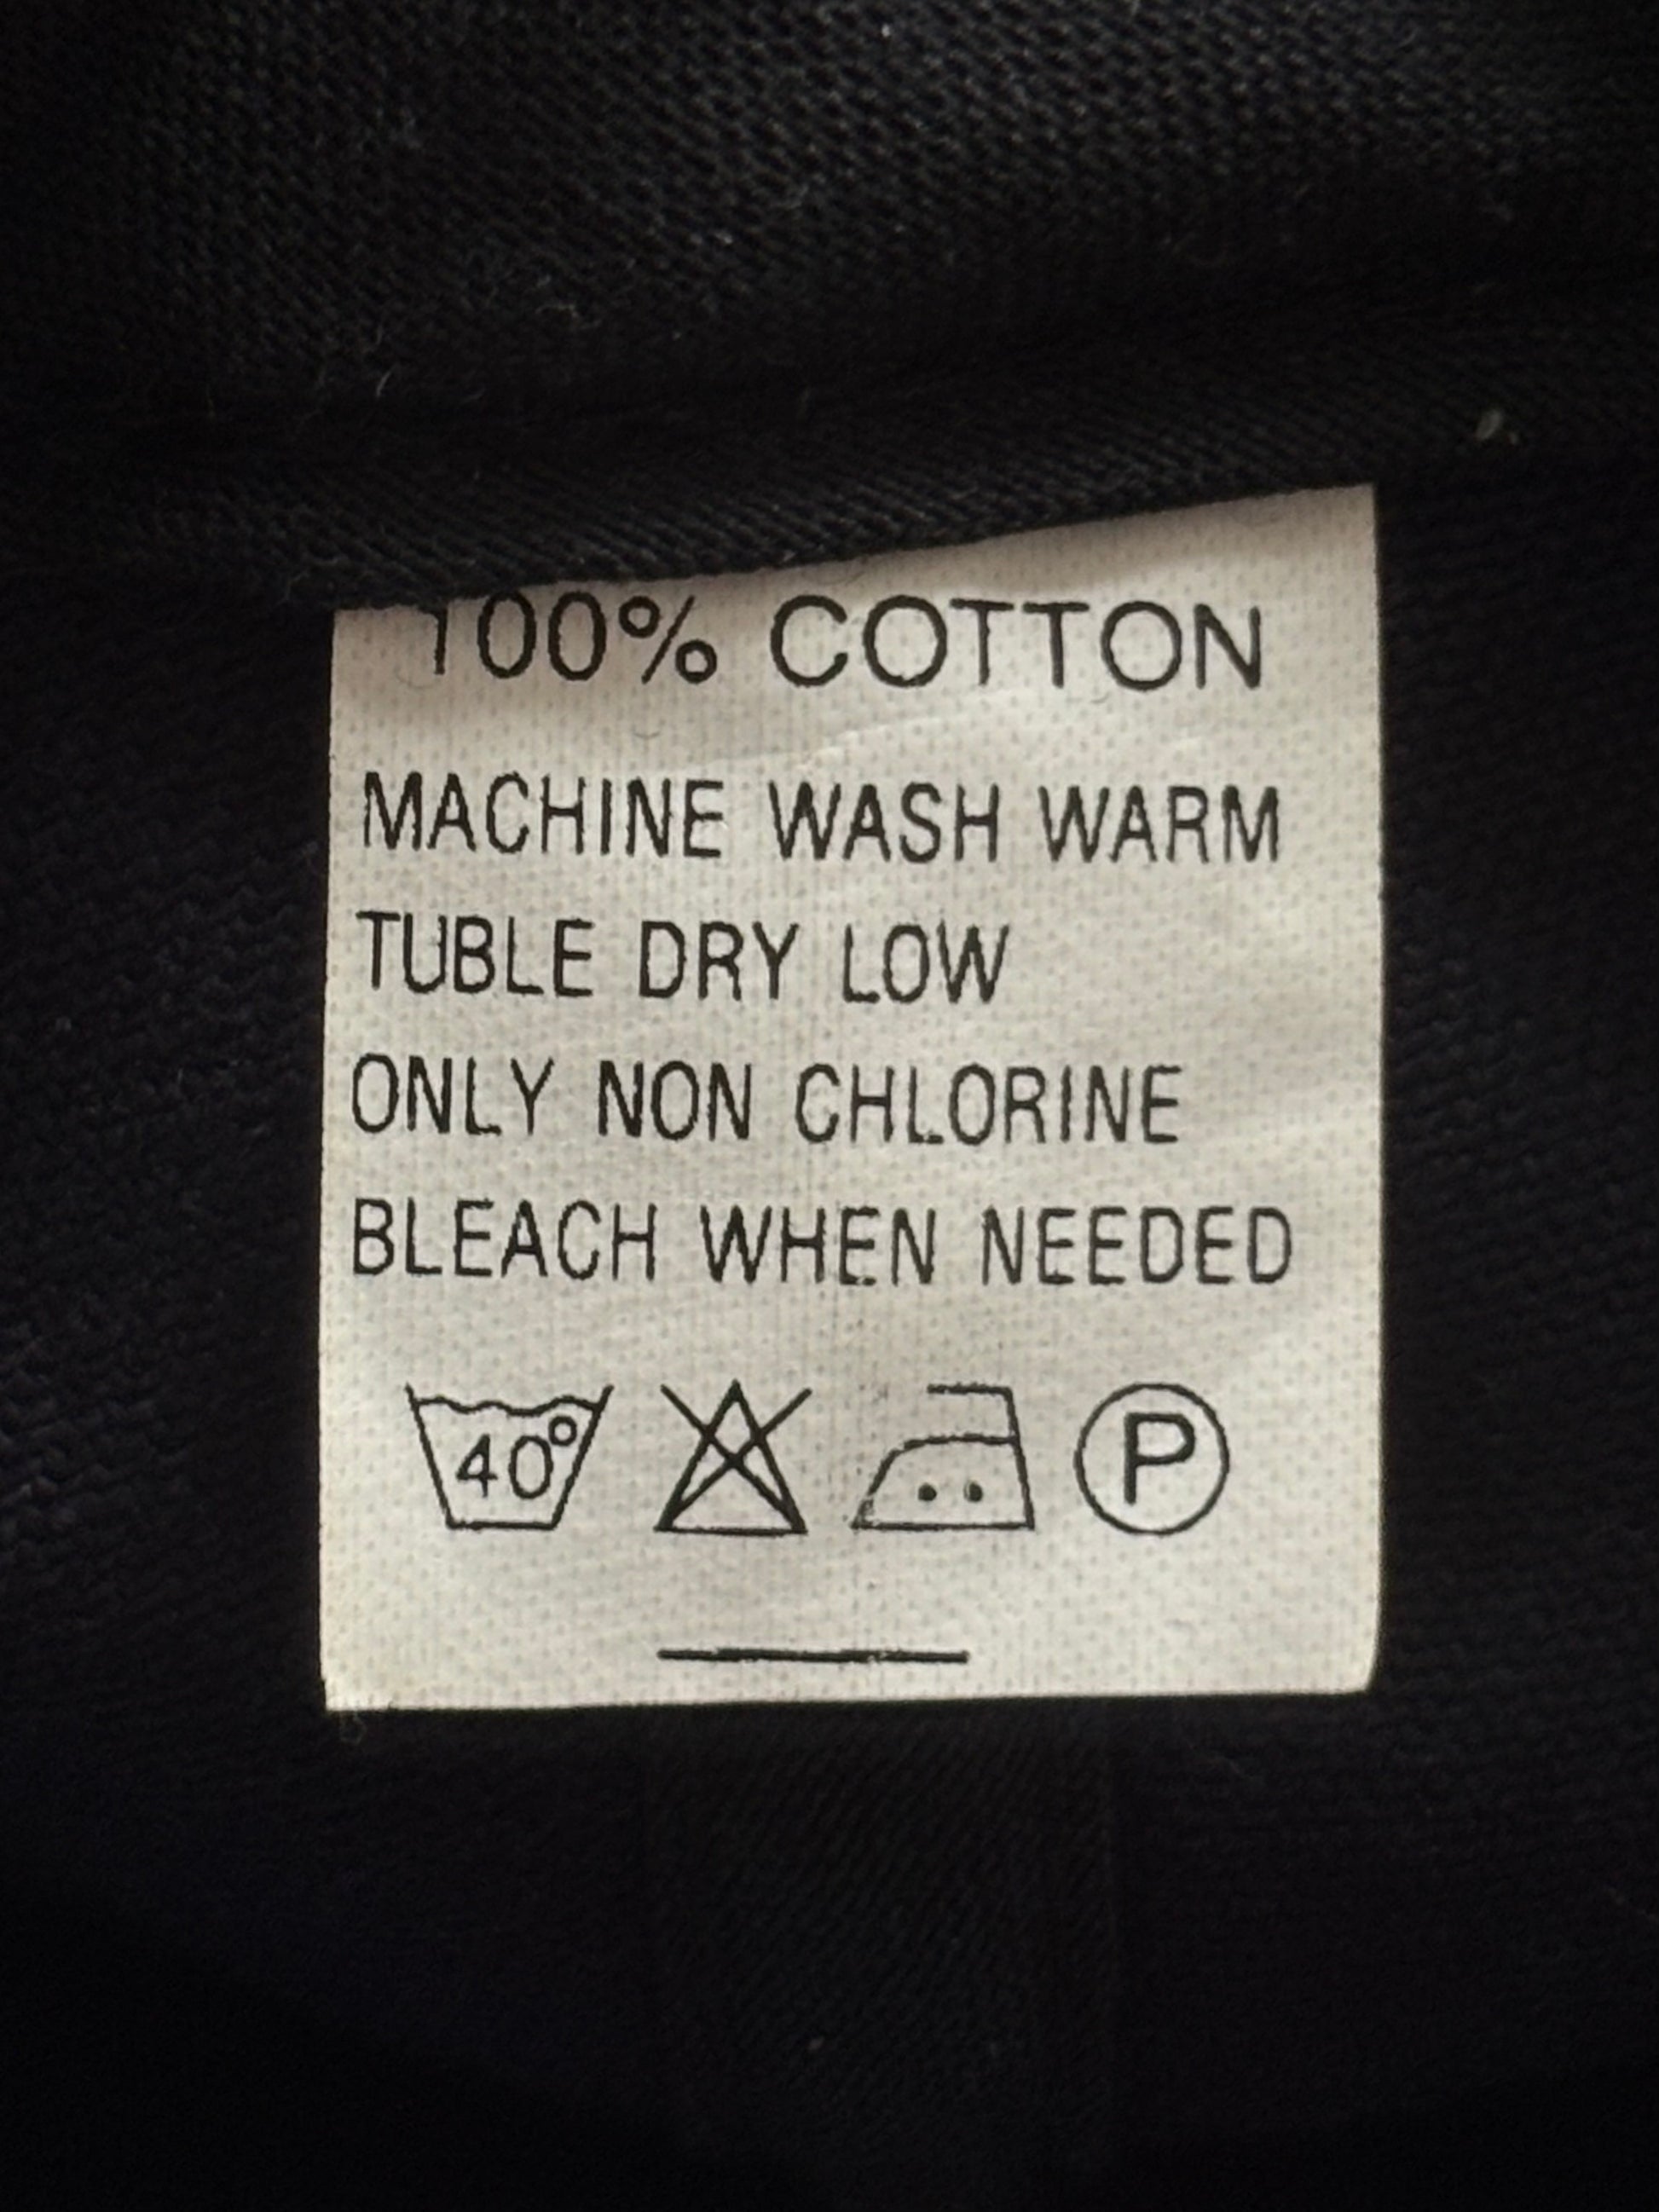 100% COTTON
MACHINE WASH WARM
TUBLE DRY LOW
ONLY NON CHLORINE
BLEACH WHEN NEEDED
40° P